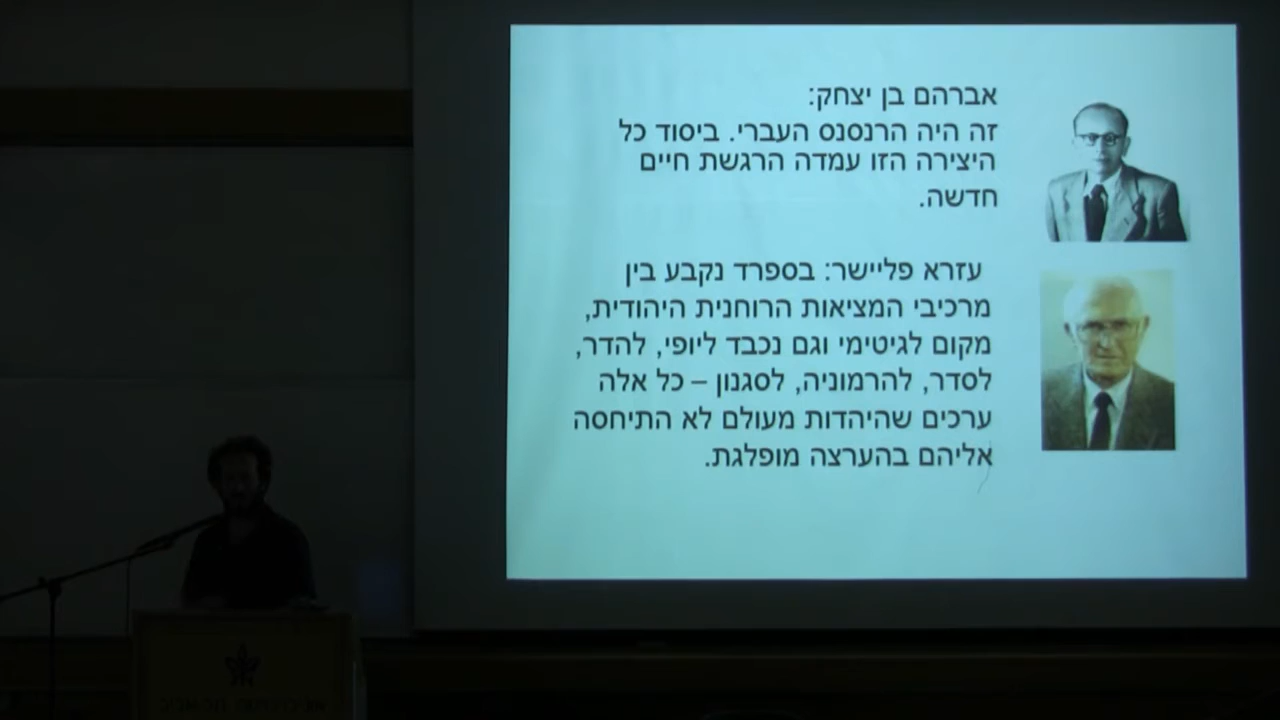 אברהם בן יצחק:
זה היה הרנסנס העברי. ביסוד כל
היצירה הזו עמדה הרגשת חיים
חדשה.
עזרא פליישר: בספרד נקבע בין
מרכיבי המציאות הרוחנית היהודית,
מקום לגיטימי וגם נכבד ליופי, להדר,
לסדר, להרמוניה, לסגנון – כל אלה
ערכים שהיהדות מעולם לא התיחסה
אליהם בהערצה מופלגת.